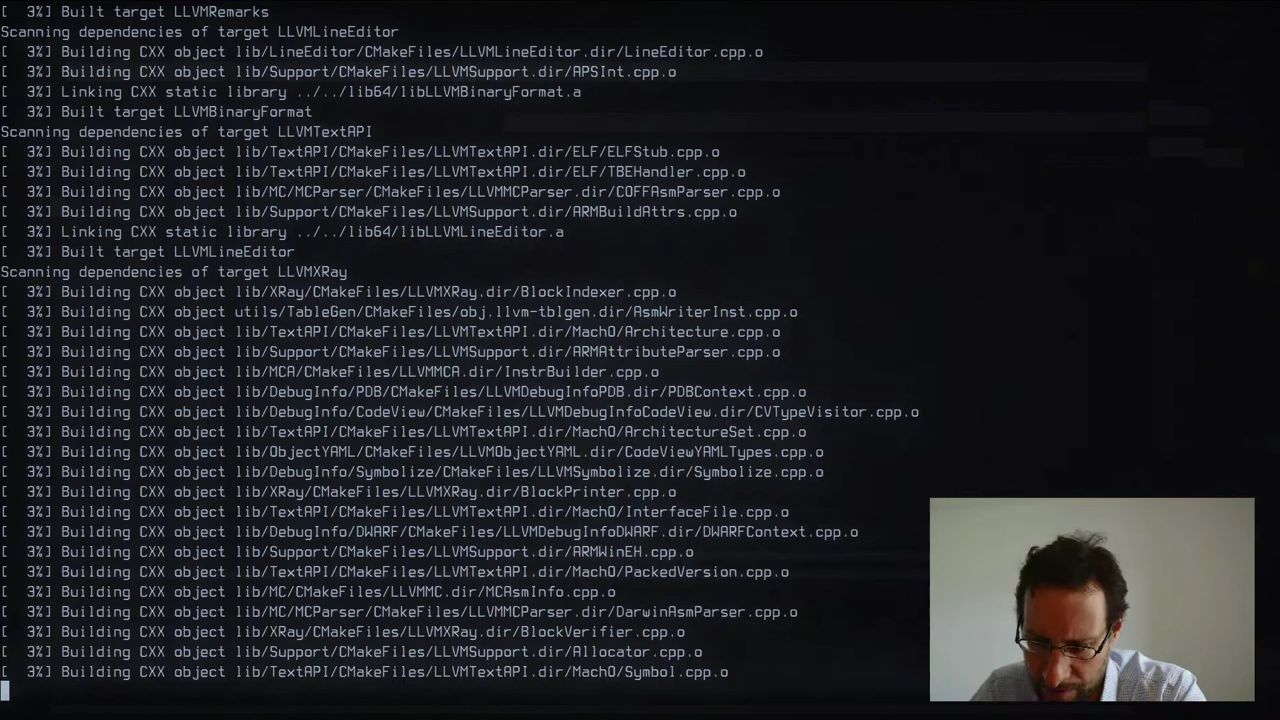 [  3%] Built target LLVMRemarks
Scanning dependencies of target LLVMLineEditor
[  3%] Building CXX object lib/LineEditor/CMakeFiles/LLVMLineEditor.dir/LineEditor.cpp.o
[  3%] Building CXX object lib/Support/CMakeFiles/LLVMSupport.dir/APSInt.cpp.o
[  3%] Linking CXX static library ../../lib64/libLLVMBinaryFormat.a
[  3%] Built target LLVMBinaryFormat
Scanning dependencies of target LLVMTextAPI
[  3%] Building CXX object lib/TextAPI/CMakeFiles/LLVMTextAPI.dir/ELF/ELFStub.cpp.o
[  3%] Building CXX object lib/TextAPI/CMakeFiles/LLVMTextAPI.dir/ELF/TBEHandler.cpp.o
[  3%] Building CXX object lib/MC/MCParser/CMakeFiles/LLVMMCParser.dir/COFFAsmParser.cpp.o
[  3%] Building CXX object lib/Support/CMakeFiles/LLVMSupport.dir/ARMBuildAttrs.cpp.o
[  3%] Linking CXX static library ../../lib64/libLLVMLineEditor.a
[  3%] Built target LLVMLineEditor
Scanning dependencies of target LLVMXRay
[  3%] Building CXX object lib/XRay/CMakeFiles/LLVMXRay.dir/BlockIndexer.cpp.o
[  3%] Building CXX object utils/TableGen/CMakeFiles/obj.llvm-tblgen.dir/AsmWriterInst.cpp.o
[  3%] Building CXX object lib/TextAPI/CMakeFiles/LLVMTextAPI.dir/MachO/Architecture.cpp.o
[  3%] Building CXX object lib/Support/CMakeFiles/LLVMSupport.dir/ARMAttributeParser.cpp.o
[  3%] Building CXX object lib/MCA/CMakeFiles/LLVMMCA.dir/InstrBuilder.cpp.o
[  3%] Building CXX object lib/DebugInfo/PDB/CMakeFiles/LLVMDebugInfoPDB.dir/PDBContext.cpp.o
[  3%] Building CXX object lib/DebugInfo/CodeView/CMakeFiles/LLVMDebugInfoCodeView.dir/CVTypeVisitor.cpp.o
[  3%] Building CXX object lib/TextAPI/CMakeFiles/LLVMTextAPI.dir/MachO/ArchitectureSet.cpp.o
[  3%] Building CXX object lib/ObjectYAML/CMakeFiles/LLVMObjectYAML.dir/CodeViewYAMLTypes.cpp.o
[  3%] Building CXX object lib/DebugInfo/Symbolize/CMakeFiles/LLVMSymbolize.dir/Symbolize.cpp.o
[  3%] Building CXX object lib/XRay/CMakeFiles/LLVMXRay.dir/BlockPrinter.cpp.o
[  3%] Building CXX object lib/TextAPI/CMakeFiles/LLVMTextAPI.dir/MachO/InterfaceFile.cpp.o
[  3%] Building CXX object lib/DebugInfo/DWARF/CMakeFiles/LLVMDebugInfoDWARF.dir/DWARFContext.cpp.o
[  3%] Building CXX object lib/Support/CMakeFiles/LLVMSupport.dir/ARMWinEH.cpp.o
[  3%] Building CXX object lib/TextAPI/CMakeFiles/LLVMTextAPI.dir/MachO/PackedVersion.cpp.o
[  3%] Building CXX object lib/MC/CMakeFiles/LLVMMC.dir/MCAsmInfo.cpp.o
[  3%] Building CXX object lib/MC/MCParser/CMakeFiles/LLVMMCParser.dir/DarwinAsmParser.cpp.o
[  3%] Building CXX object lib/XRay/CMakeFiles/LLVMXRay.dir/BlockVerifier.cpp.o
[  3%] Building CXX object lib/Support/CMakeFiles/LLVMSupport.dir/Allocator.cpp.o
[  3%] Building CXX object lib/TextAPI/CMakeFiles/LLVMTextAPI.dir/MachO/Symbol.cpp.o